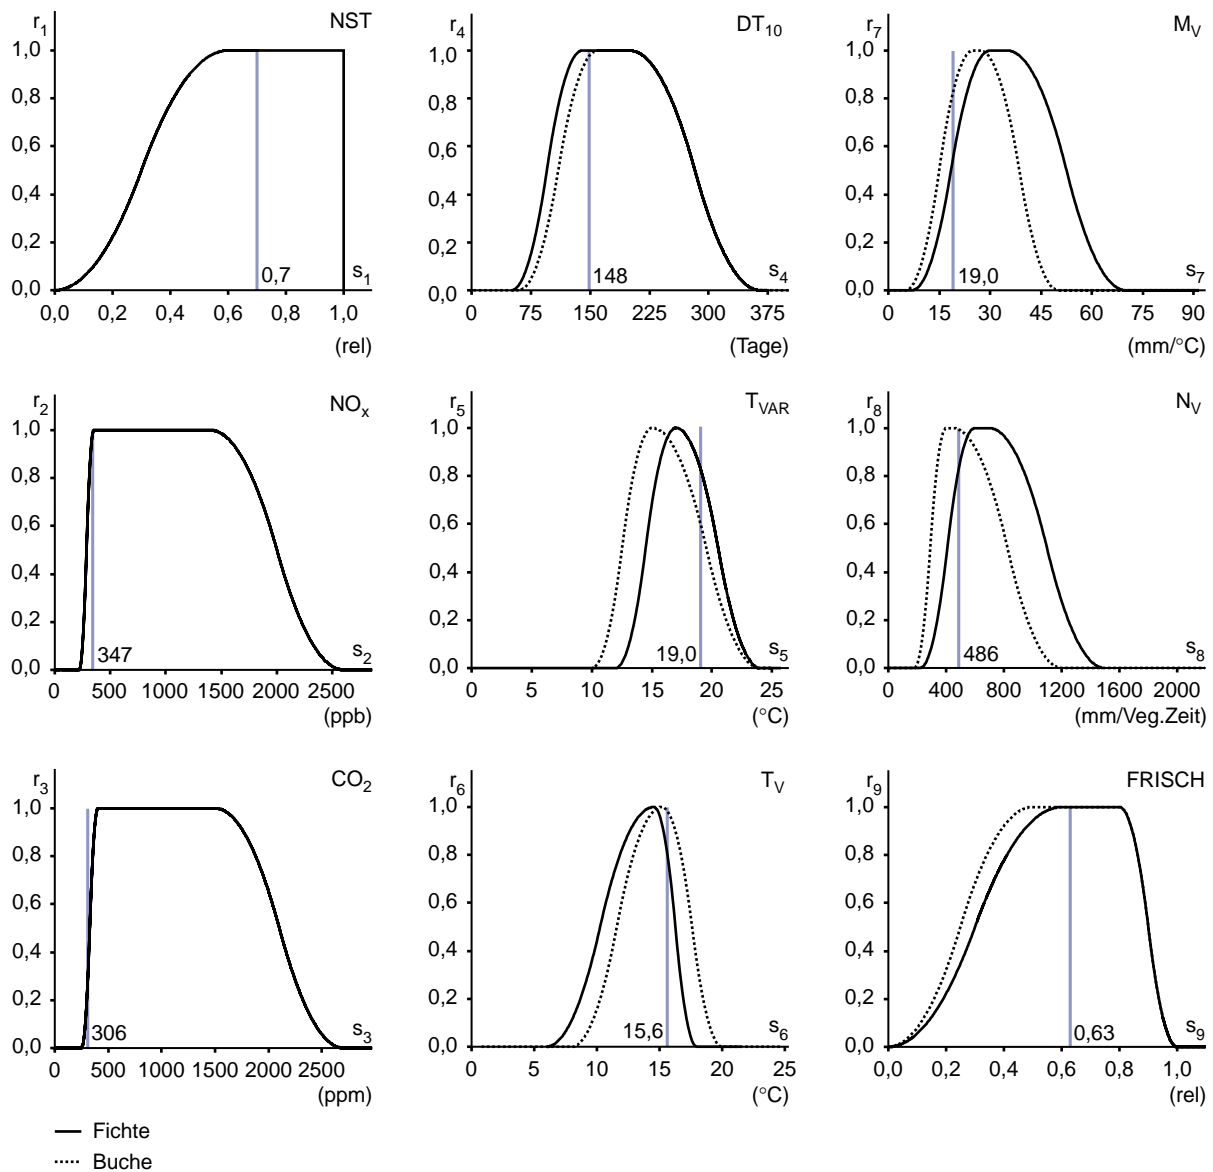 r1 NST
1,0
0,8
0,6
0,4
0,2
0,0
0,7
s1
0,0 0,2 0,4 0,6 0,8 1,0
(rel)
r4 DT10
1,0
0,8
0,6
0,4
0,2
0,0
148
s4
75 150 225 300 375
(Tage)
r7 MV
1,0
0,8
0,6
0,4
0,2
0,0
19,0
s7
0 15 30 45 60 75 90
(mm/°C)
r2 NOx
1,0
0,8
0,6
0,4
0,2
0,0
347
s2
0 500 1000 1500 2000 2500
(ppb)
r5 TVAR
1,0
0,8
0,6
0,4
0,2
0,0
19,0
s5
0 5 10 15 20 25
(°C)
r8 NV
1,0
0,8
0,6
0,4
0,2
0,0
486
s8
0 400 800 1200 1600 2000
(mm/Veg.Zeit)
r3 CO2
1,0
0,8
0,6
0,4
0,2
0,0
306
s3
0 500 1000 1500 2000 2500
(ppm)
r6 TV
1,0
0,8
0,6
0,4
0,2
0,0
15,6
s6
0 5 10 15 20 25
(°C)
r9 FRISCH
1,0
0,8
0,6
0,4
0,2
0,0
0,63
s9
0,0 0,2 0,4 0,6 0,8 1,0
(rel)
Fichte
Buche